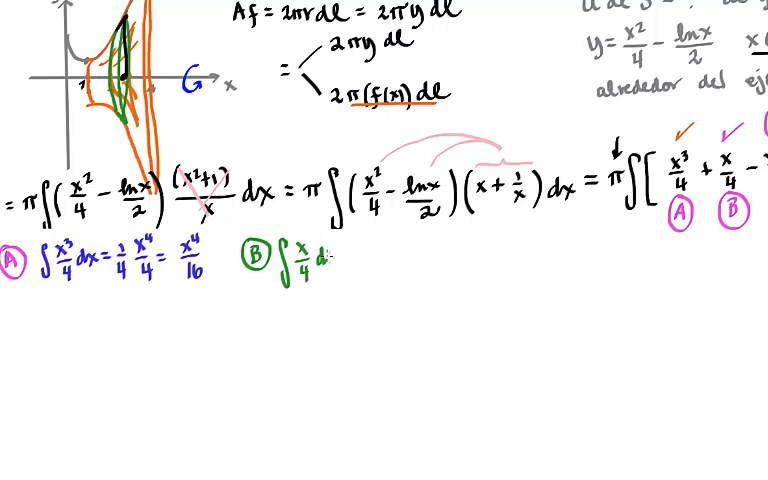 Af = 2πr dl = 2πy dl
2πy dl
=
2π(f(x)) dl
x
y = x²/4 - lnx/2
alrededor del eje
= π∫(x²/4 - lnx/2) (x²+1)/x dx = π∫(x²/4 - lnx/2)(x + 1/x) dx = π∫[x³/4 + x/4 -
A B
A ∫x³/4 dx = 1/4 x⁴/4 = x⁴/16 B ∫x/4 d